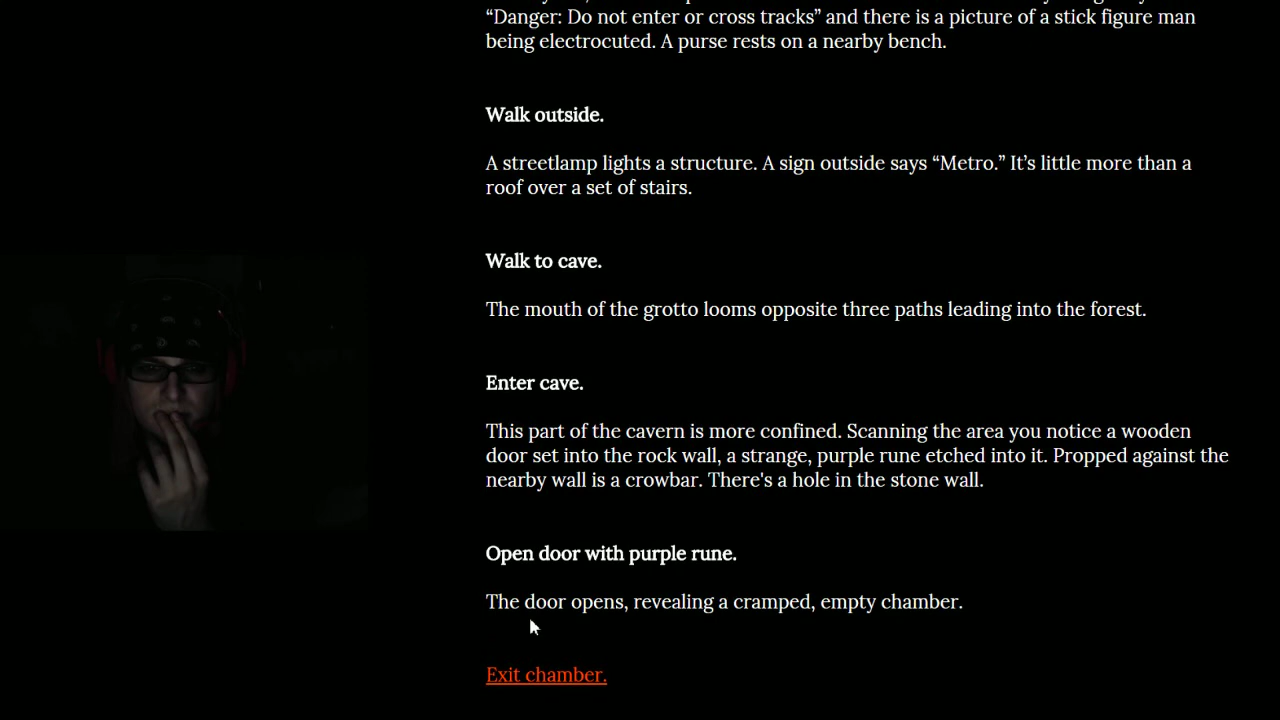 “Danger: Do not enter or cross tracks” and there is a picture of a stick figure man
being electrocuted. A purse rests on a nearby bench.
Walk outside.
A streetlamp lights a structure. A sign outside says “Metro.” It’s little more than a
roof over a set of stairs.
Walk to cave.
The mouth of the grotto looms opposite three paths leading into the forest.
Enter cave.
This part of the cavern is more confined. Scanning the area you notice a wooden
door set into the rock wall, a strange, purple rune etched into it. Propped against the
nearby wall is a crowbar. There's a hole in the stone wall.
Open door with purple rune.
The door opens, revealing a cramped, empty chamber.
Exit chamber.